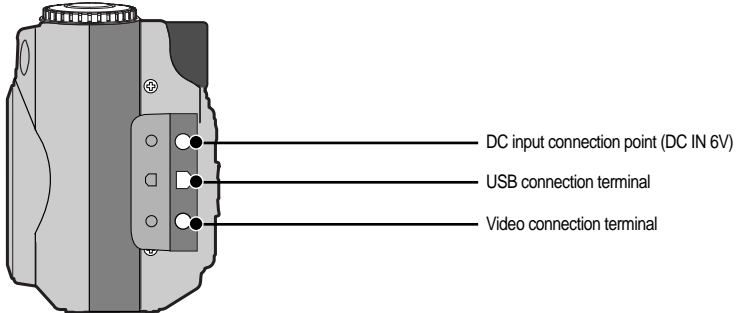 DC input connection point (DC IN 6V)
USB connection terminal
Video connection terminal